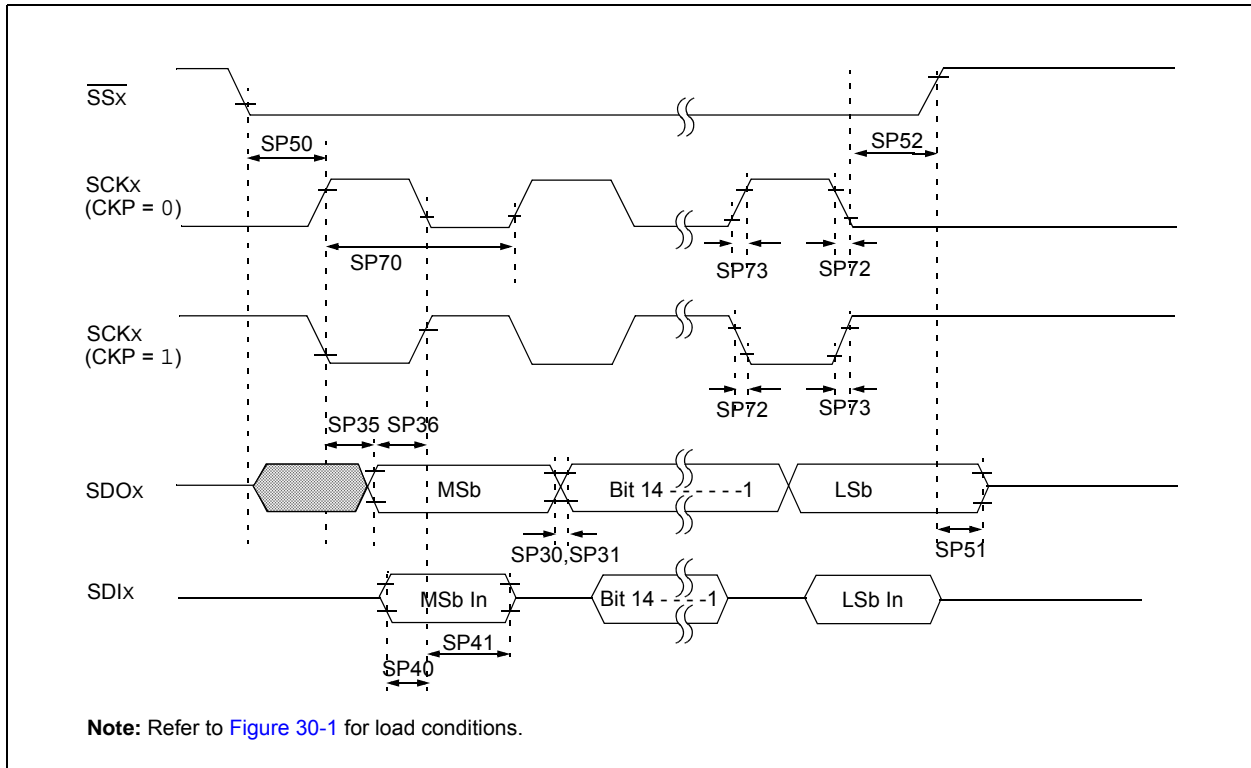 SSx
SP50
SP52
SCKx
(CKP = 0)
SP70
SP73
SP72
SCKx
(CKP = 1)
SP72
SP73
SP35
SP36
SDOx
MSb
Bit 14 - - - - - -1
LSb
SP30,SP31
SP51
SDIx
MSb In
Bit 14 - - - - -1
LSb In
SP41
SP40
Note: Refer to Figure 30-1 for load conditions.